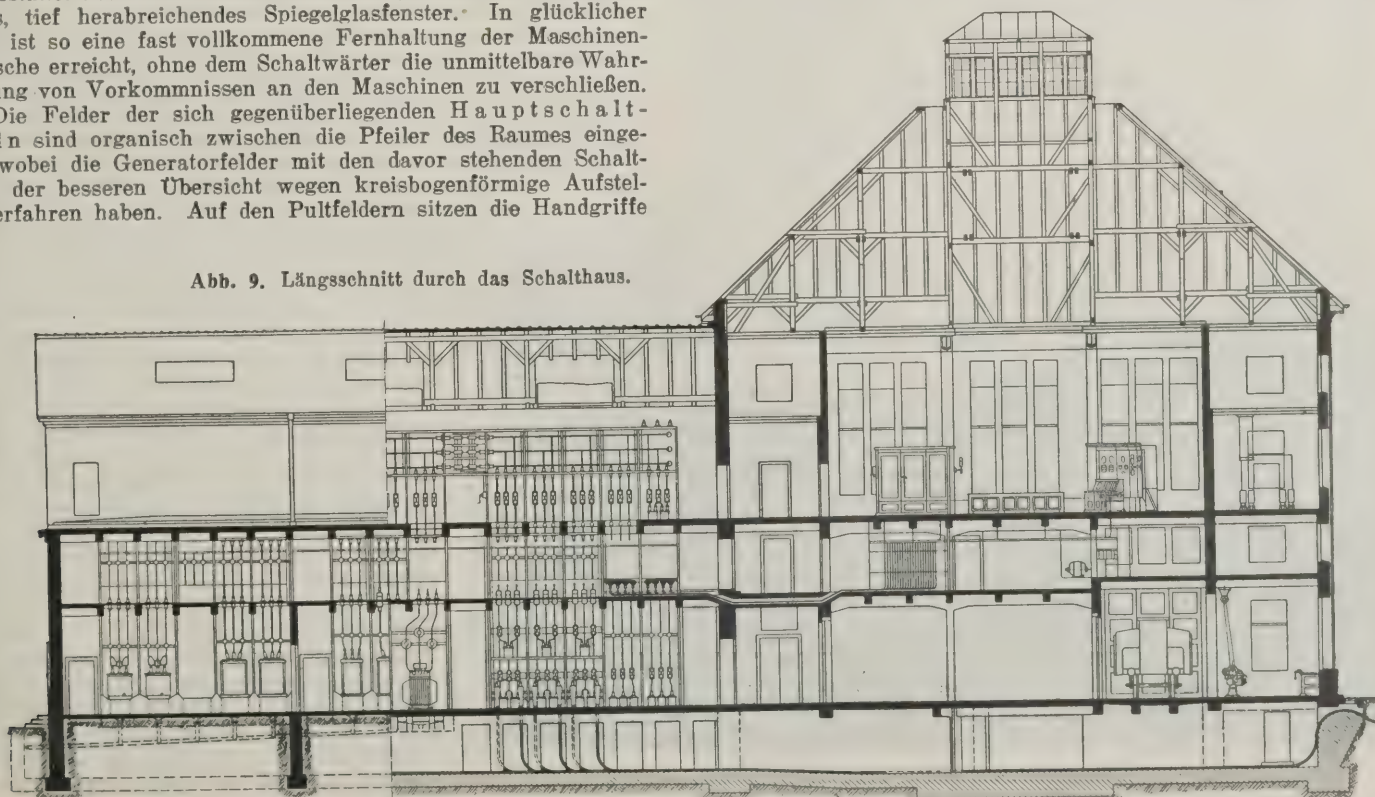 , tief herabreichendes Spiegelglasfenster. In glücklicher
ist so eine fast vollkommene Fernhaltung der Maschinen-
sche erreicht, ohne dem Schaltwärter die unmittelbare Wahr-
ng von Vorkommnissen an den Maschinen zu verschließen.
Die Felder der sich gegenüberliegenden Hauptschalt-
n sind organisch zwischen die Pfeiler des Raumes einge-
wobei die Generatorfelder mit den davor stehenden Schalt-
der besseren Übersicht wegen kreisbogenförmige Aufstel-
erfahren haben. Auf den Pultfeldern sitzen die Handgriffe
Abb. 9. Längsschnitt durch das Schalthaus.